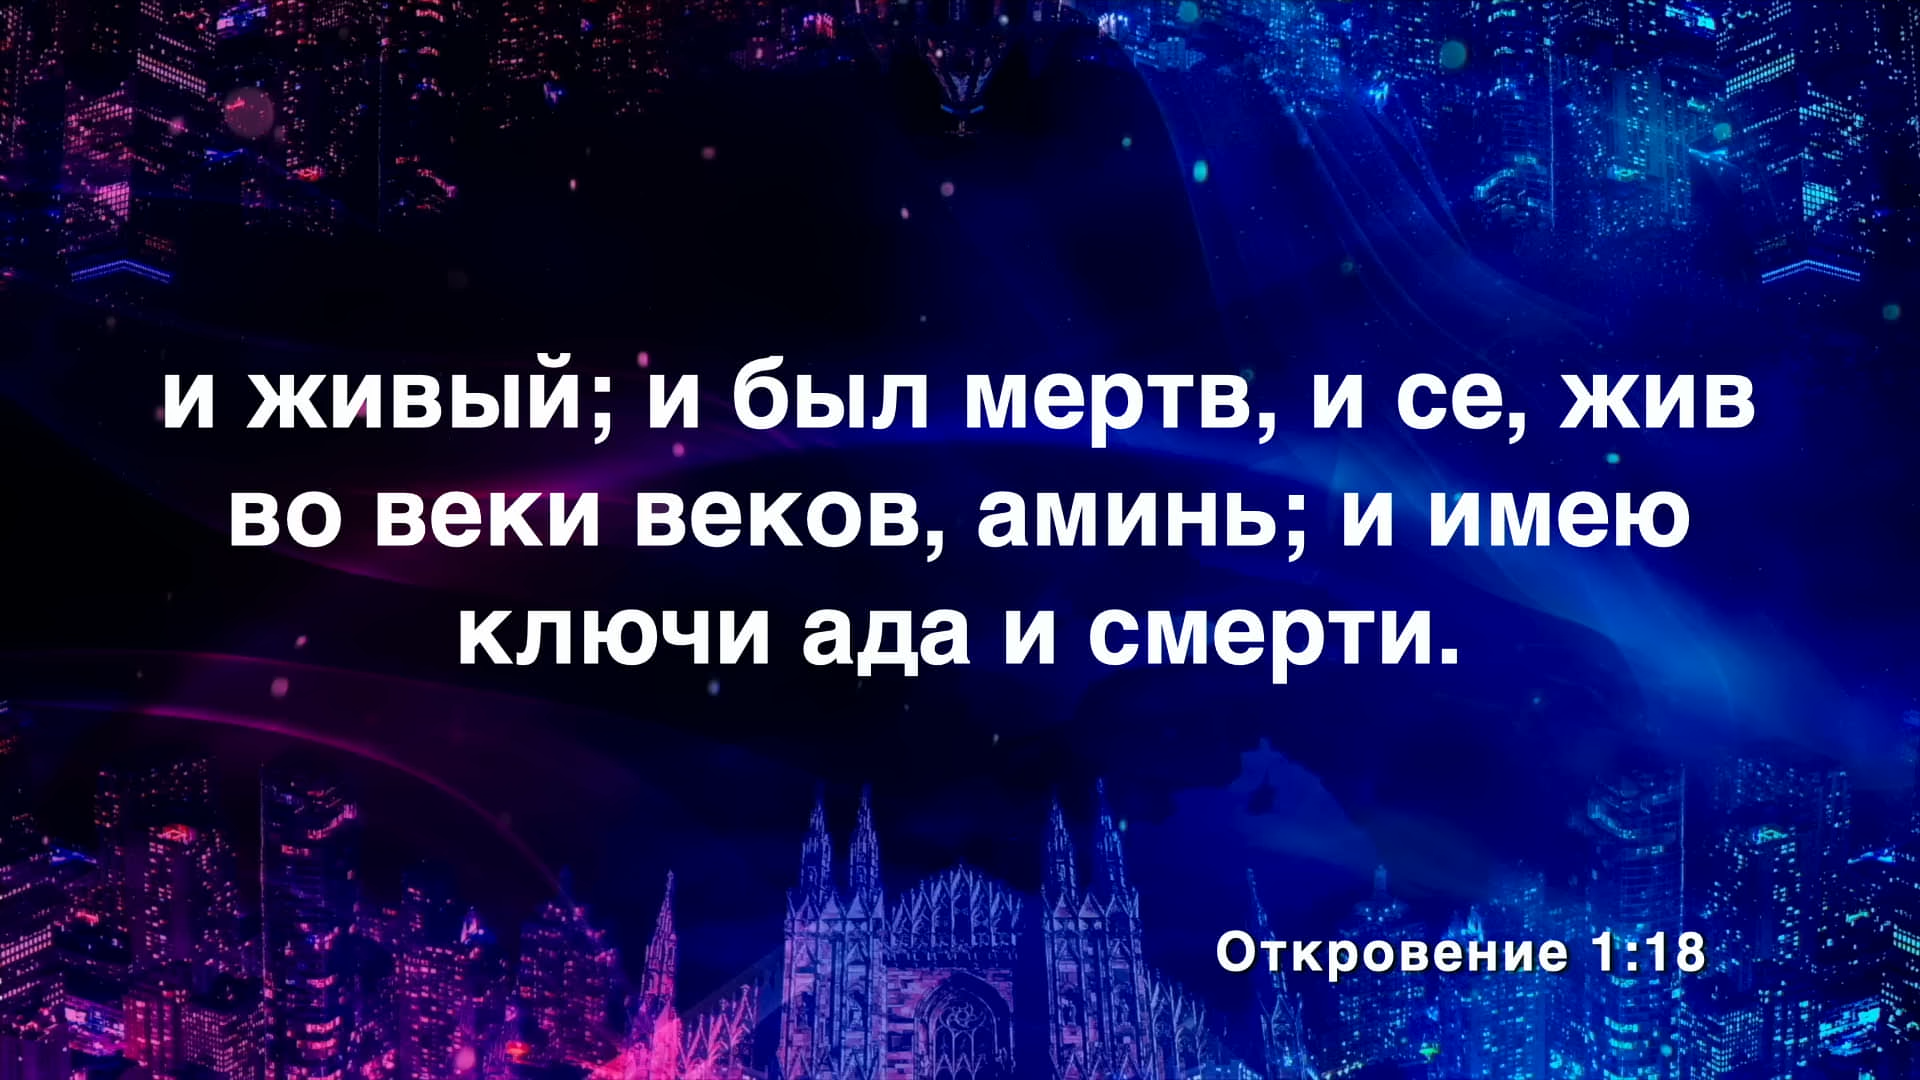 и живый; и был мертв, и се, жив
во веки веков, аминь; и имею
ключи ада и смерти.
Откровение 1:18